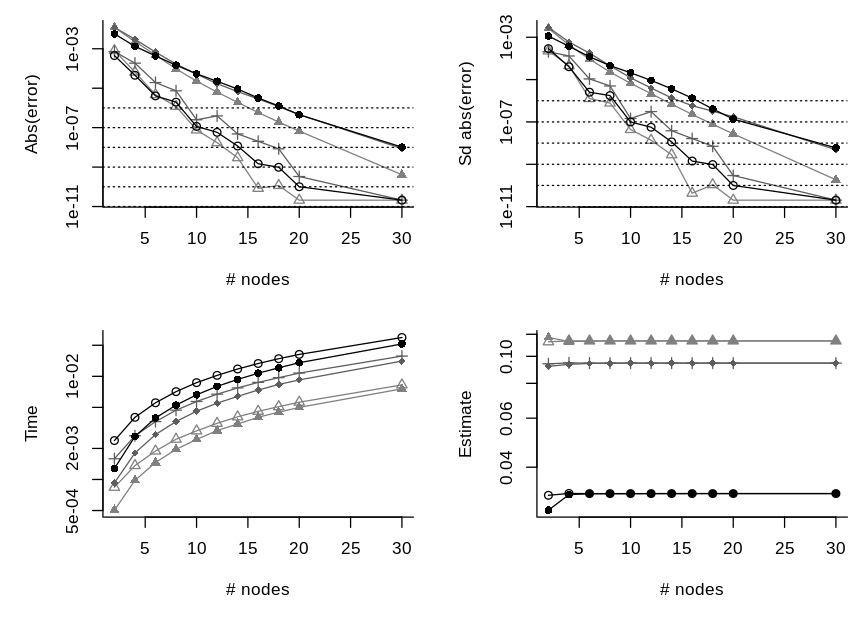 Abs(error)
1e-03
1e-07
1e-11
5 10 15 20 25 30
# nodes
Sd abs(error)
1e-03
1e-07
1e-11
5 10 15 20 25 30
# nodes
Time
1e-02
2e-03
5e-04
5 10 15 20 25 30
# nodes
Estimate
0.10
0.06
0.04
5 10 15 20 25 30
# nodes